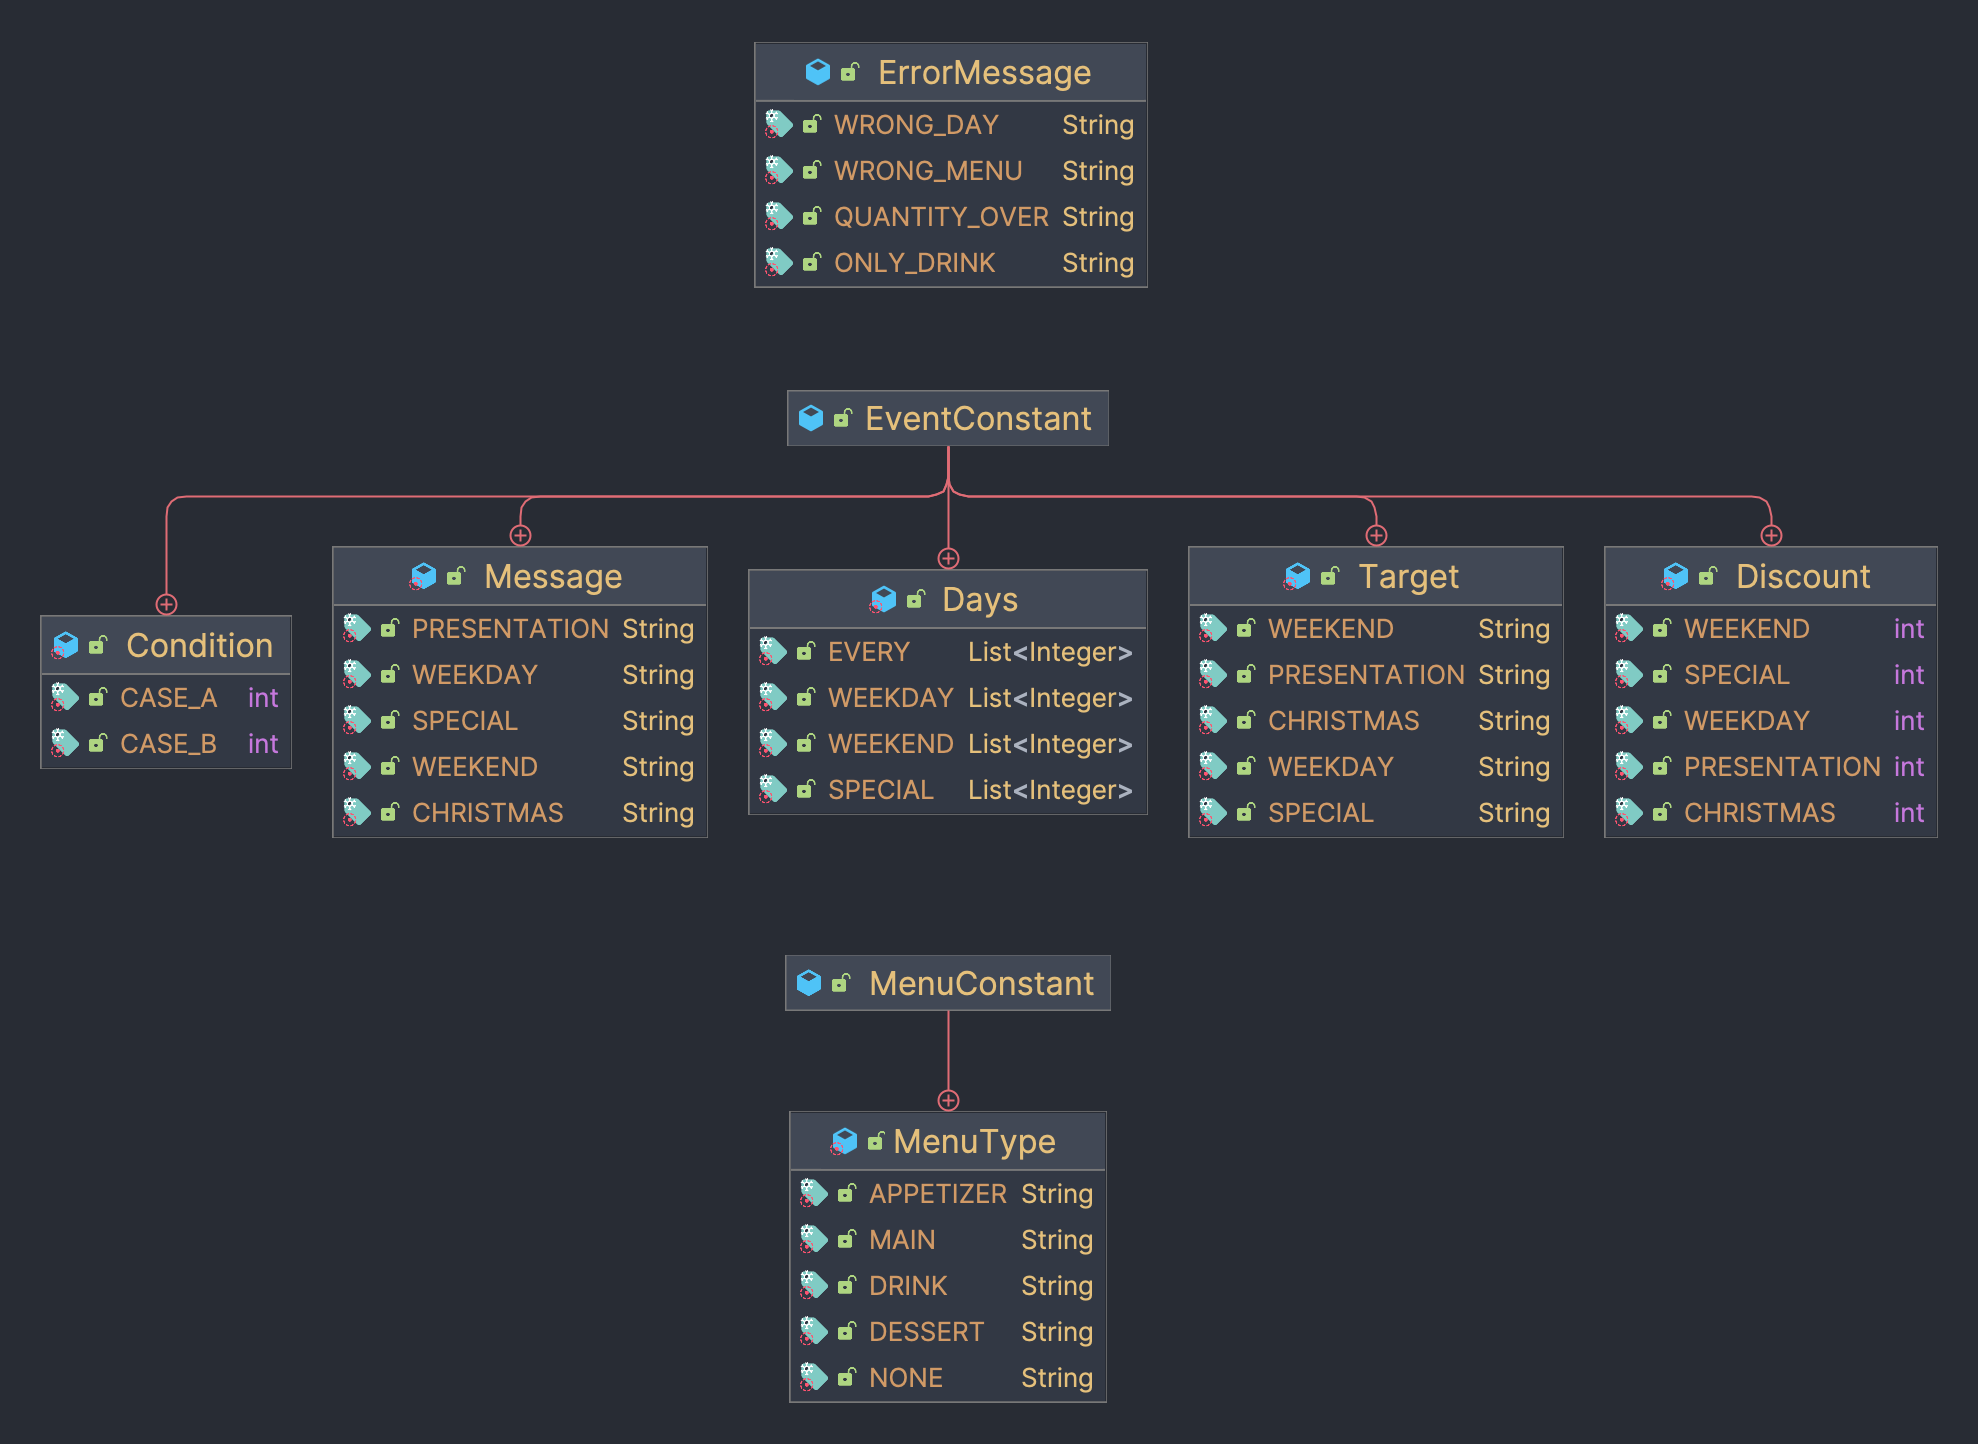 ErrorMessage
WRONG_DAY String
WRONG_MENU String
QUANTITY_OVER String
ONLY_DRINK String
EventConstant
Condition
CASE_A int
CASE_B int
Message
PRESENTATION String
WEEKDAY String
SPECIAL String
WEEKEND String
CHRISTMAS String
Days
EVERY List<Integer>
WEEKDAY List<Integer>
WEEKEND List<Integer>
SPECIAL List<Integer>
Target
WEEKEND String
PRESENTATION String
CHRISTMAS String
WEEKDAY String
SPECIAL String
Discount
WEEKEND int
SPECIAL int
WEEKDAY int
PRESENTATION int
CHRISTMAS int
MenuConstant
MenuType
APPETIZER String
MAIN String
DRINK String
DESSERT String
NONE String